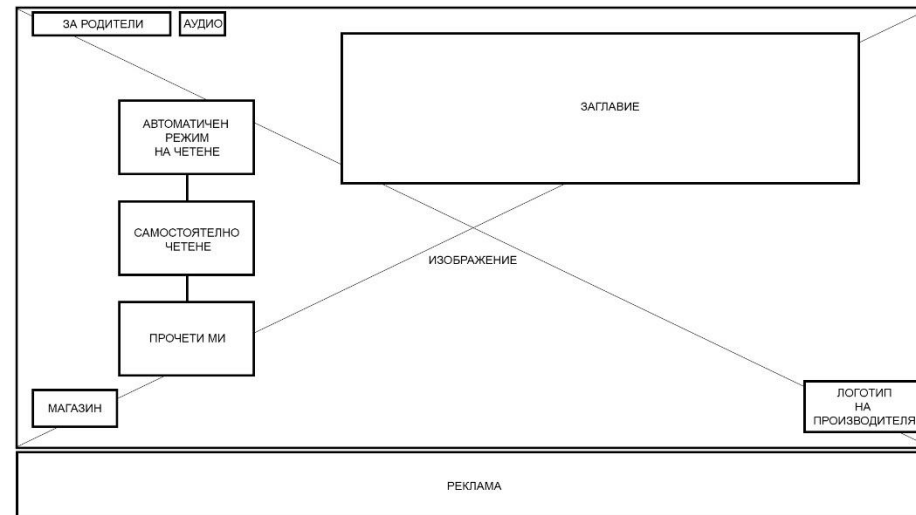 ЗА РОДИТЕЛИ
АУДИО
ЗАГЛАВИЕ
АВТОМАТИЧЕН
РЕЖИМ
НА ЧЕТЕНЕ
САМОСТОЯТЕЛНО
ЧЕТЕНЕ
ИЗОБРАЖЕНИЕ
ПРОЧЕТИ МИ
МАГАЗИН
ЛОГОТИП
НА
ПРОИЗВОДИТЕЛЯ
РЕКЛАМА